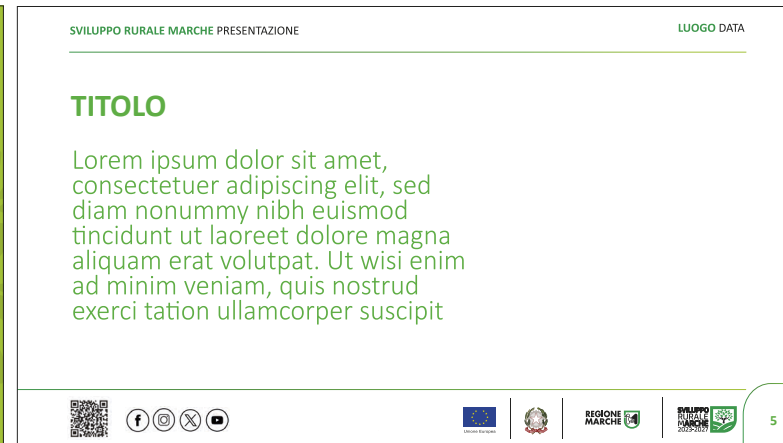 SVILUPPO RURALE MARCHE PRESENTAZIONE
LUOGO DATA
TITOLO
Lorem ipsum dolor sit amet,
consectetuer adipiscing elit, sed
diam nonummy nibh euismod
tincidunt ut laoreet dolore magna
aliquam erat volutpat. Ut wisi enim
ad minim veniam, quis nostrud
exerci tation ullamcorper suscipit
Unione Europea
REGIONE
MARCHE
SVILUPPO
RURALE
MARCHE
2023-2027
5